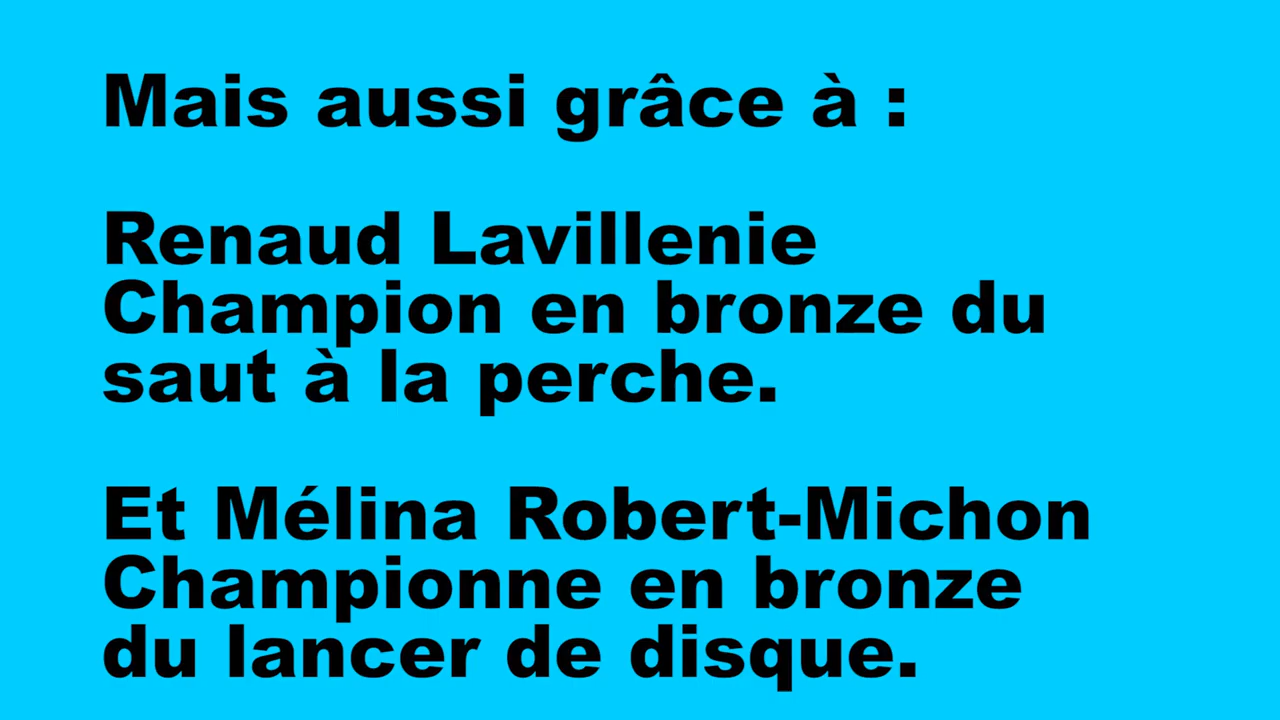 Mais aussi grâce à :
Renaud Lavillenie
Champion en bronze du
saut à la perche.
Et Mélina Robert-Michon
Championne en bronze
du lancer de disque.